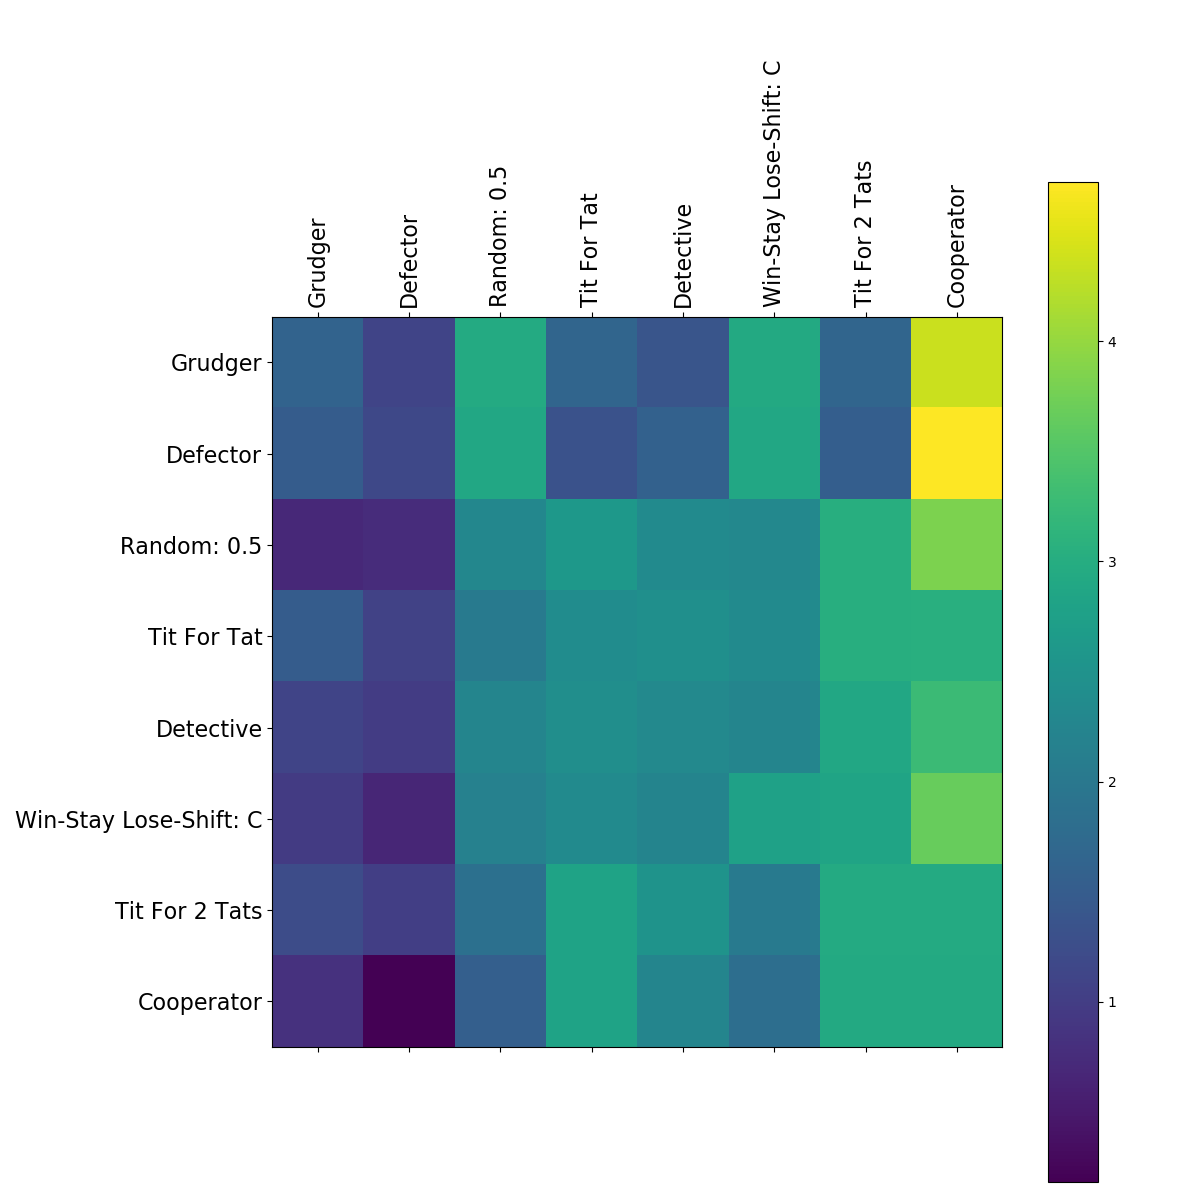 Grudger
Defector
Random: 0.5
Tit For Tat
Detective
Win-Stay Lose-Shift: C
Tit For 2 Tats
Cooperator
Grudger
Defector
Random: 0.5
Tit For Tat
Detective
Win-Stay Lose-Shift: C
Tit For 2 Tats
Cooperator
4
3
2
1